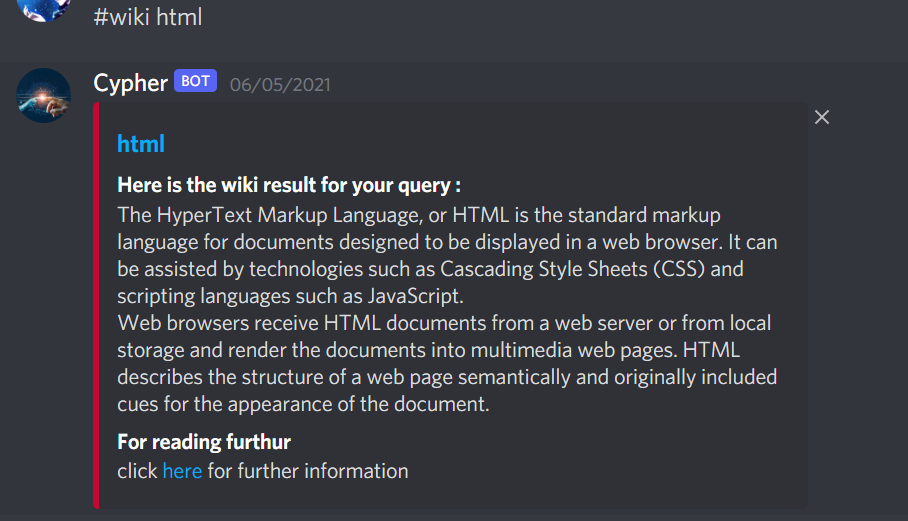 #wiki html
Cypher BOT 06/05/2021
html
Here is the wiki result for your query :
The HyperText Markup Language, or HTML is the standard markup
language for documents designed to be displayed in a web browser. It can
be assisted by technologies such as Cascading Style Sheets (CSS) and
scripting languages such as JavaScript.
Web browsers receive HTML documents from a web server or from local
storage and render the documents into multimedia web pages. HTML
describes the structure of a web page semantically and originally included
cues for the appearance of the document.
For reading furthur
click here for further information